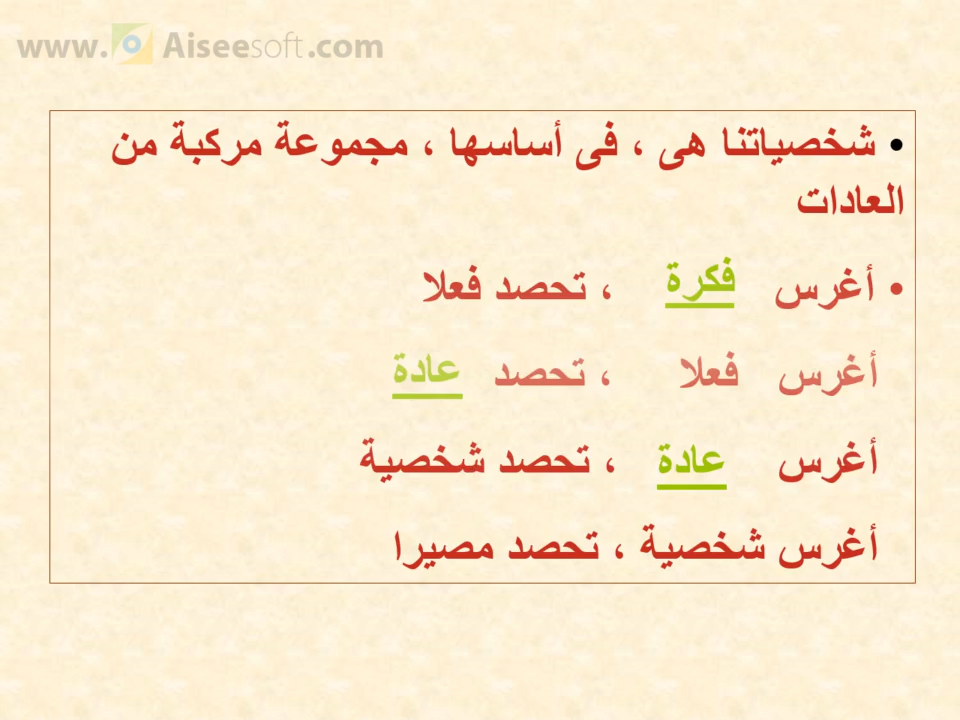 www.Aiseesoft.com
• شخصياتنا هى ، فى أساسها ، مجموعة مركبة من
العادات
• أغرس فكرة ، تحصد فعلا
أغرس فعلا ، تحصد عادة
أغرس عادة ، تحصد شخصية
أغرس شخصية ، تحصد مصيرا